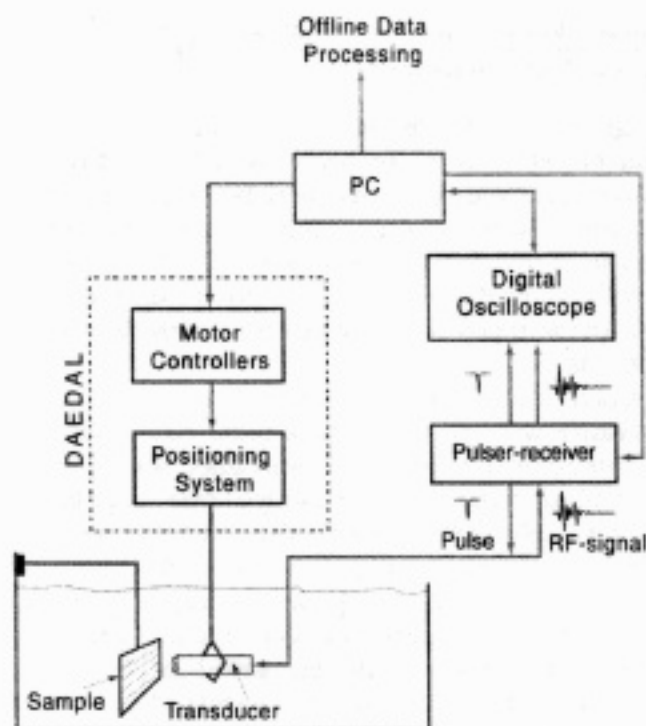 Offline Data
Processing
PC
Digital
Oscilloscope
Motor
Controllers
DAEDAL
Positioning
System
Pulser-receiver
Pulse
RF-signal
Sample
Transducer